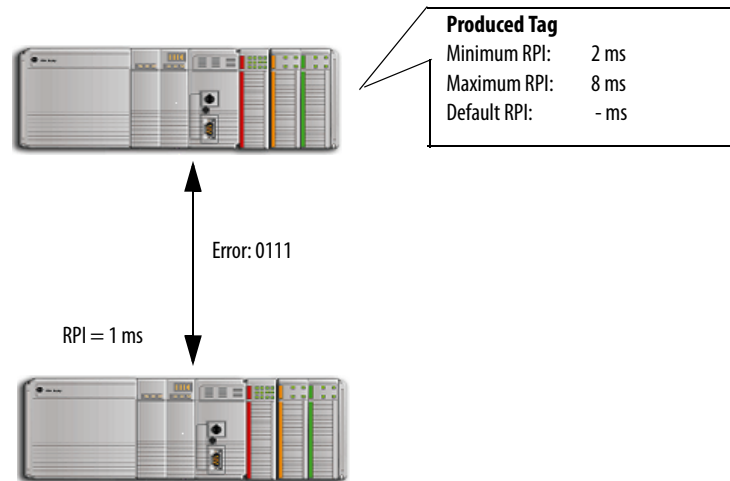 Produced Tag
Minimum RPI: 2 ms
Maximum RPI: 8 ms
Default RPI: - ms
Error: 0111
RPI = 1 ms